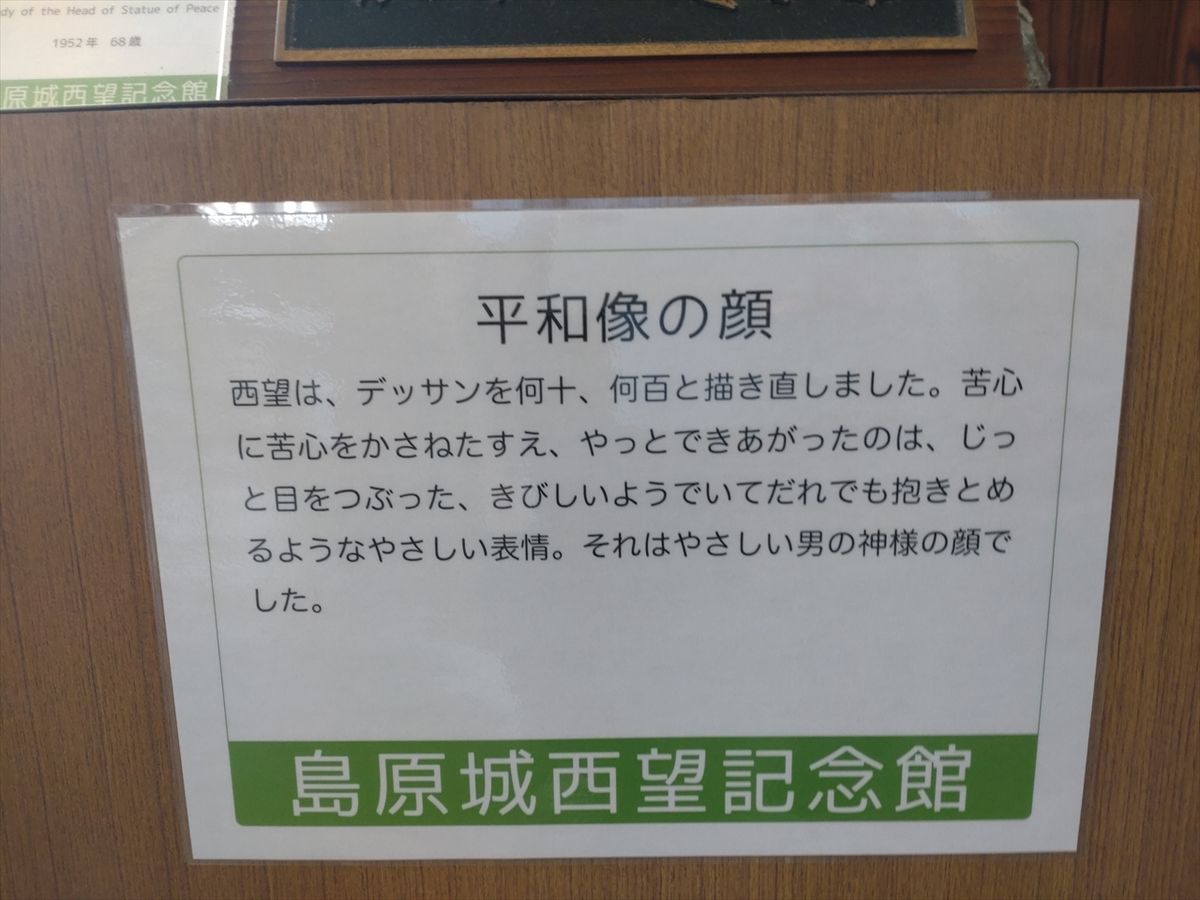 dy of the Head of Statue of Peace
1952年 68歳
原城西望記念館
平和像の顔
西望は、デッサンを何十、何百と描き直しました。苦心
に苦心をかさねたすえ、やっとできあがったのは、じっ
と目をつぶった、きびしいようでいてだれでも抱きとめ
るようなやさしい表情。それはやさしい男の神様の顔で
した。
島原城西望記念館